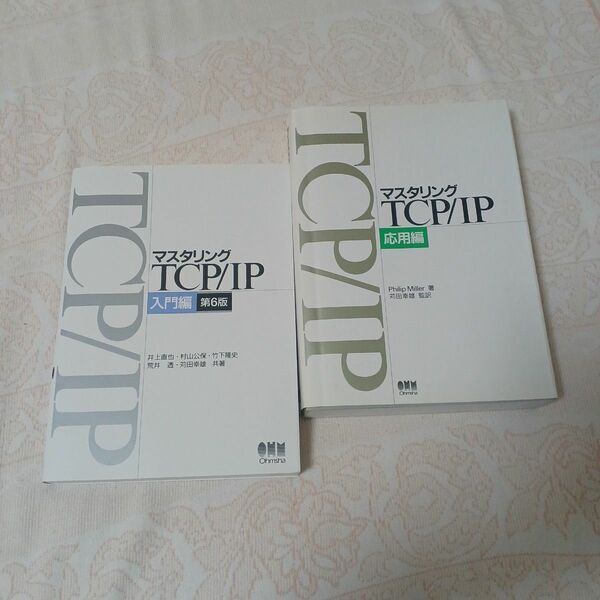 TCP/IP
マスタリング
TCP/IP
入門編 第6版
井上直也・村山公保・竹下隆史
荒井 透・苅田幸雄 共著
OHM
Ohmsha
TCP/IP
マスタリング
TCP/IP
応用編
Philip Miller 著
苅田幸雄 監訳
OHM
Ohmsha